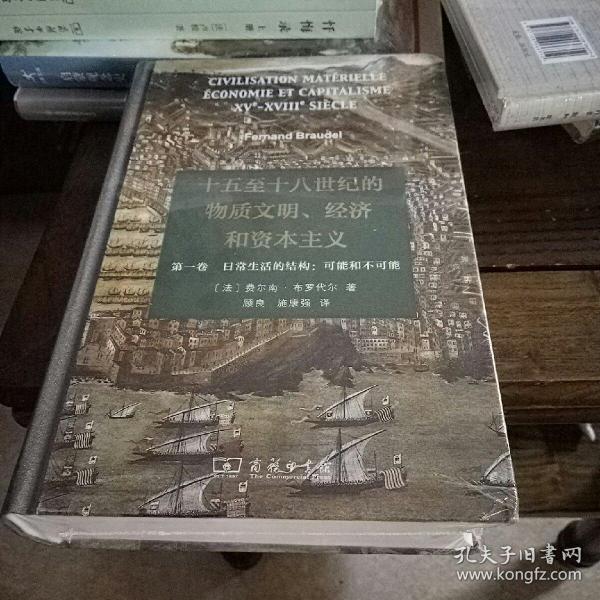 CIVILISATION MATÉRIELLE
ÉCONOMIE ET CAPITALISME
XVᵉ-XVIIIᵉ SIÈCLE
Fernand Braudel
十五至十八世纪的
物质文明、经济
和资本主义
第一卷 日常生活的结构：可能和不可能
〔法〕费尔南·布罗代尔 著
顾良 施康强 译
商務印書館
The Commercial Press
孔夫子旧书网
www.kongfz.com